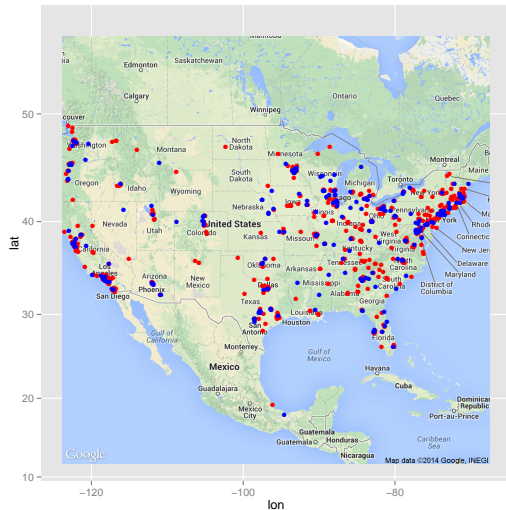 Manitoba
Edmonton
Saskatchewan
Calgary
Ontario
Quebec
Winnipeg
50
couver
Washington
Montreal
Montana
North
Dakota
Minnesota
Maine
Oregon
Idaho
South
Dakota
Wisconsin
Michigan
Toronto
New York
Wyoming
Nebraska
Iowa
Pennsylvania
40
Nevada
Utah
Colorado
United States
Kansas
Missouri
Illinois
Ohio
West
Virginia
Kentucky
California
Los
Angeles
San Diego
Arizona
Phoenix
New
Mexico
Oklahoma
Arkansas
Tennessee
North
Carolina
South
Carolina
Dallas
Texas
Mississippi
Alabama
Georgia
Connec
New Jers
Delaware
Maryland
District of
Columbia
lat
30
San
Antonio
Houston
Florida
Gulf of
California
Monterrey
Gulf of
Mexico
Mexico
Havana
Cuba
Guadalajara
Mexico
City
Dominican
Republic
Port-au-Prince
20
Guatemala
Guatemala
Honduras
Nicaragua
Caribbean
Sea
Google
Map data ©2014 Google, INEGI
10
−120
−100
−80
lon